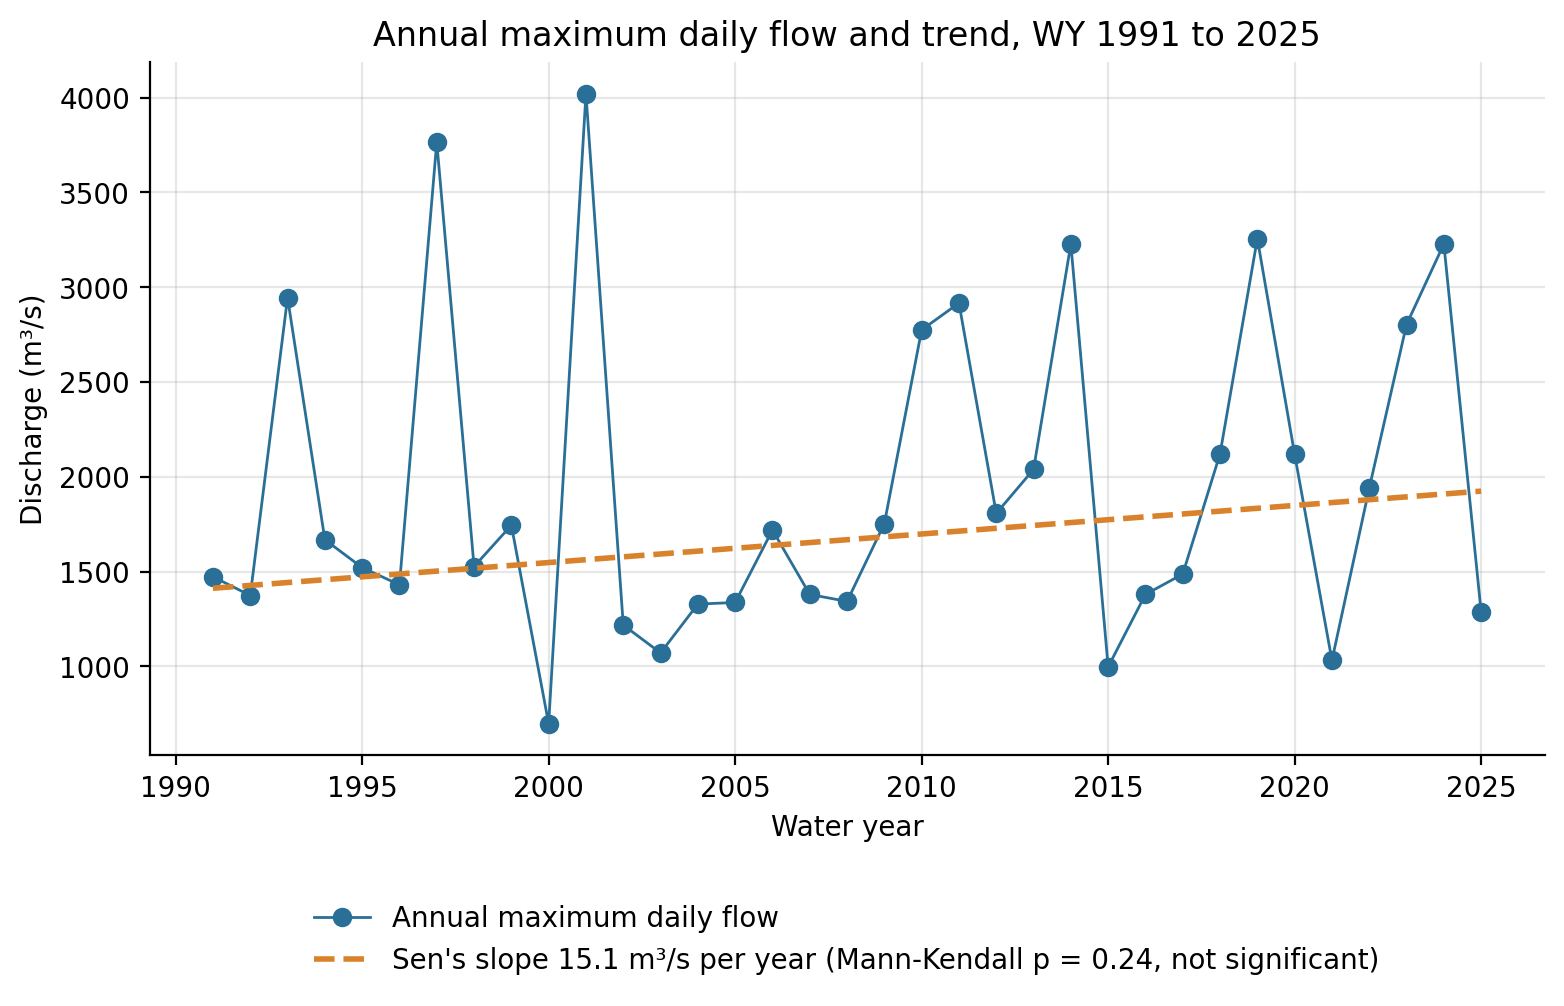 Annual maximum daily flow and trend, WY 1991 to 2025
Discharge (m³/s)
4000
3500
3000
2500
2000
1500
1000
1990 1995 2000 2005 2010 2015 2020 2025
Water year
Annual maximum daily flow
Sen's slope 15.1 m³/s per year (Mann-Kendall p = 0.24, not significant)